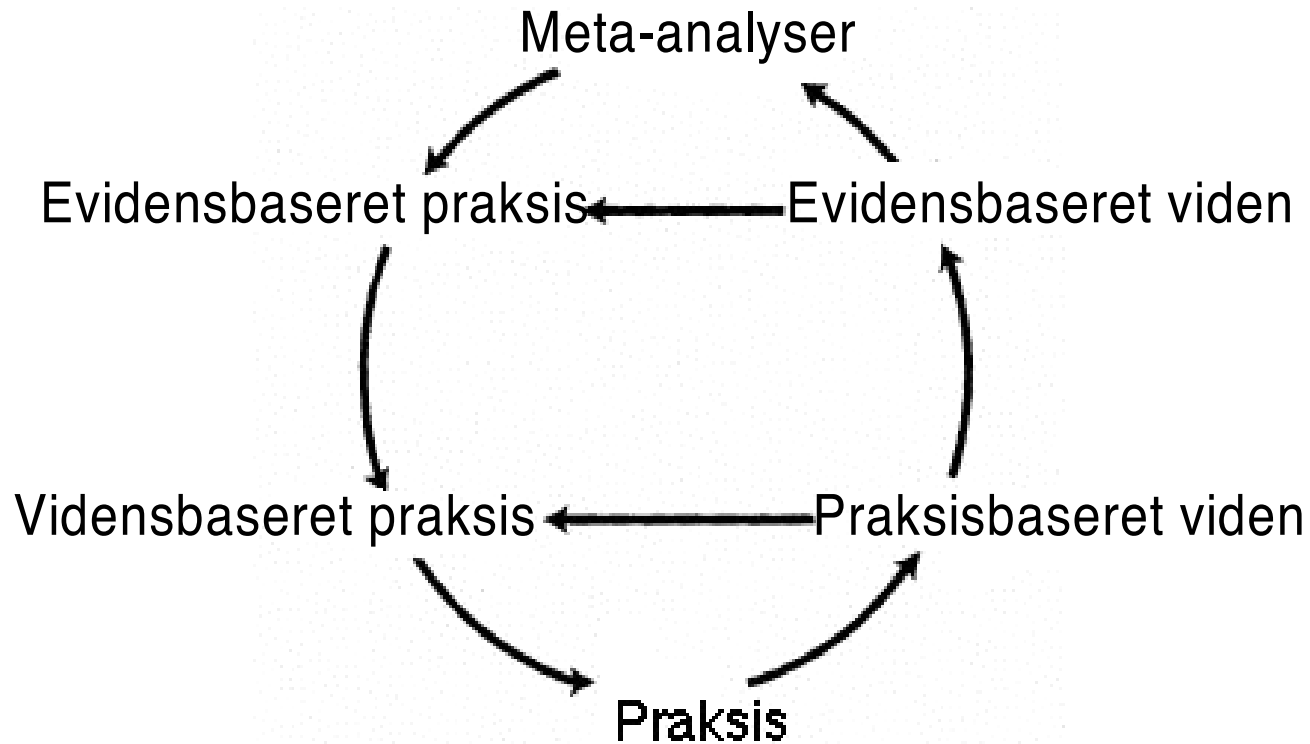 Meta-analyser
Evidensbaseret praksis
Evidensbaseret viden
Vidensbaseret praksis
Praksisbaseret viden
Praksis